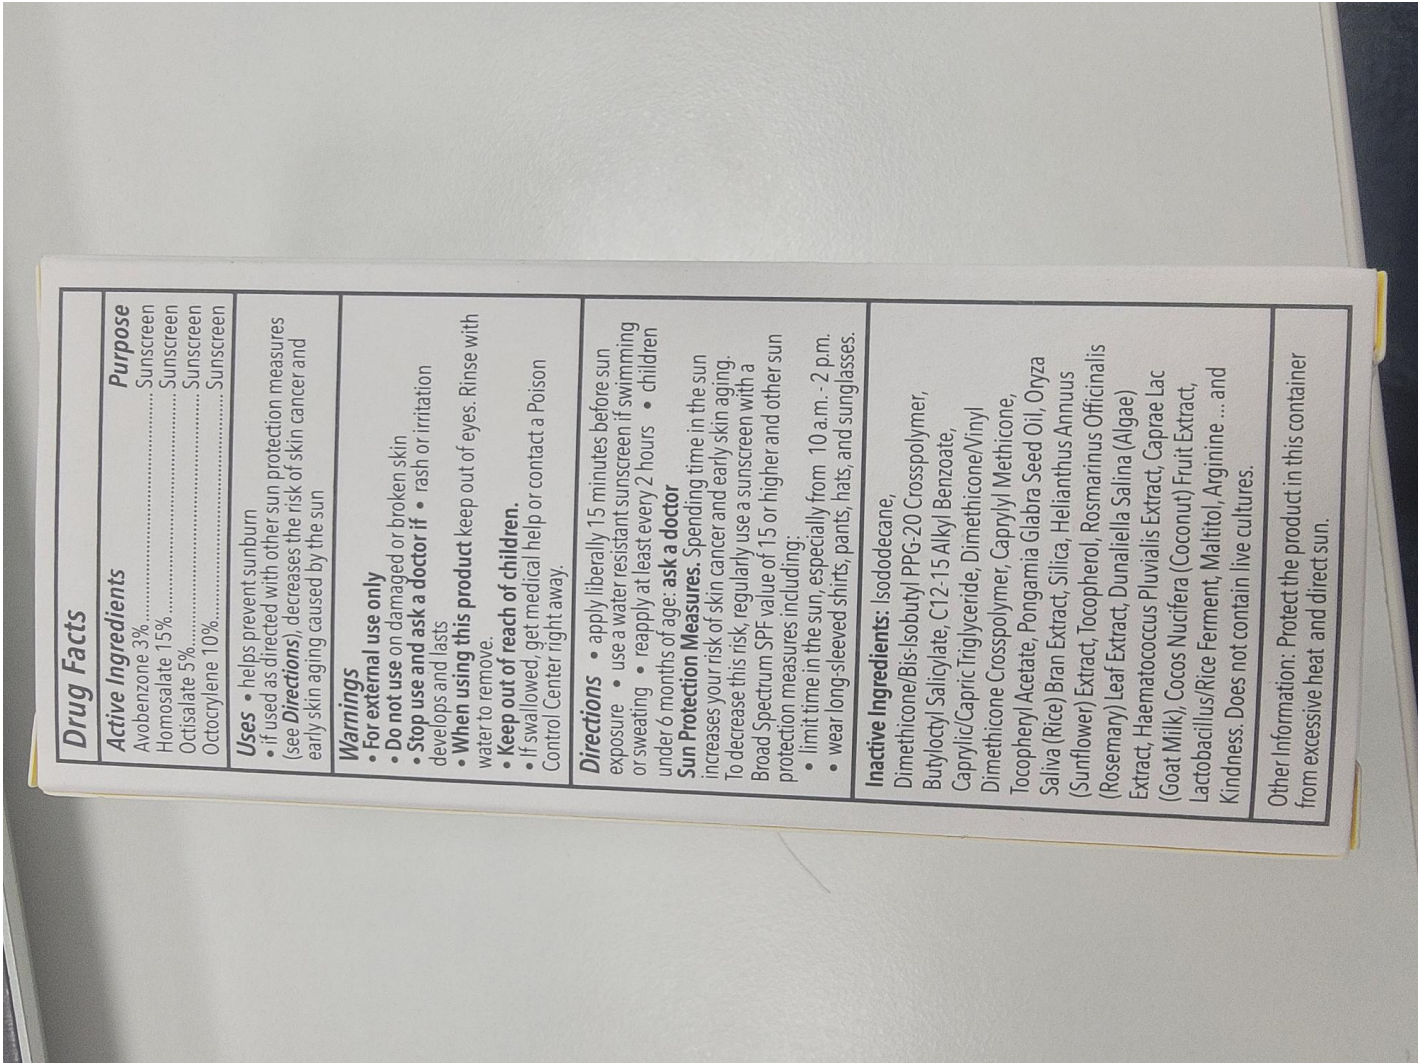 Drug Facts
Active Ingredients Purpose
Avobenzone 3%............................................ Sunscreen
Homosalate 15%.......................................... Sunscreen
Octisalate 5%................................................ Sunscreen
Octocrylene 10%.......................................... Sunscreen
Uses • helps prevent sunburn
• if used as directed with other sun protection measures
(see Directions), decreases the risk of skin cancer and
early skin aging caused by the sun
Warnings
• For external use only
• Do not use on damaged or broken skin
• Stop use and ask a doctor if • rash or irritation
develops and lasts
• When using this product keep out of eyes. Rinse with
water to remove.
• Keep out of reach of children.
• If swallowed, get medical help or contact a Poison
Control Center right away.
Directions • apply liberally 15 minutes before sun
exposure • use a water resistant sunscreen if swimming
or sweating • reapply at least every 2 hours • children
under 6 months of age: ask a doctor
Sun Protection Measures. Spending time in the sun
increases your risk of skin cancer and early skin aging.
To decrease this risk, regularly use a sunscreen with a
Broad Spectrum SPF value of 15 or higher and other sun
protection measures including:
• limit time in the sun, especially from 10 a.m. - 2 p.m.
• wear long-sleeved shirts, pants, hats, and sunglasses.
Inactive Ingredients: Isododecane,
Dimethicone/Bis-Isobutyl PPG-20 Crosspolymer,
Butyloctyl Salicylate, C12-15 Alkyl Benzoate,
Caprylic/Capric Triglyceride, Dimethicone/Vinyl
Dimethicone Crosspolymer, Caprylyl Methicone,
Tocopheryl Acetate, Pongamia Glabra Seed Oil, Oryza
Saliva (Rice) Bran Extract, Silica, Helianthus Annuus
(Sunflower) Extract, Tocopherol, Rosmarinus Officinalis
(Rosemary) Leaf Extract, Dunaliella Salina (Algae)
Extract, Haematococcus Pluvialis Extract, Caprae Lac
(Goat Milk), Cocos Nucifera (Coconut) Fruit Extract,
Lactobacillus/Rice Ferment, Maltitol, Arginine ... and
Kindness. Does not contain live cultures.
Other Information: Protect the product in this container
from excessive heat and direct sun.